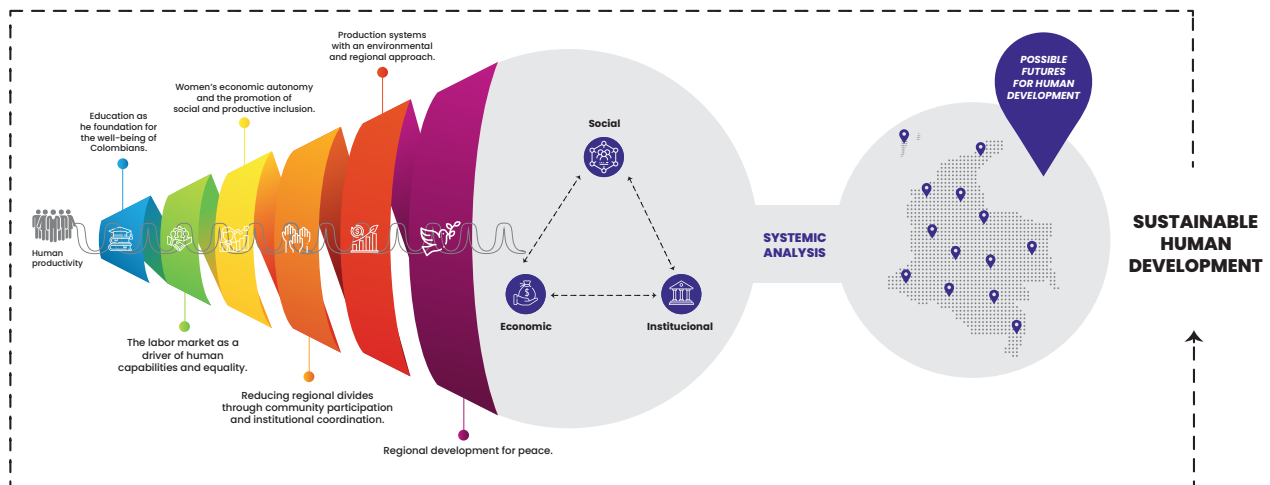 Production systems
with an environmental
and regional approach.
Women's economic autonomy
and the promotion of
social and productive inclusion.
Education as
he foundation for
the well-being of
Colombians.
Human
productivity
The labor market as a
driver of human
capabilities and equality.
Reducing regional divides
through community participation
and institutional coordination.
Regional development for peace.
Social
Economic
Institucional
SYSTEMIC
ANALYSIS
POSSIBLE
FUTURES
FOR HUMAN
DEVELOPMENT
SUSTAINABLE
HUMAN
DEVELOPMENT